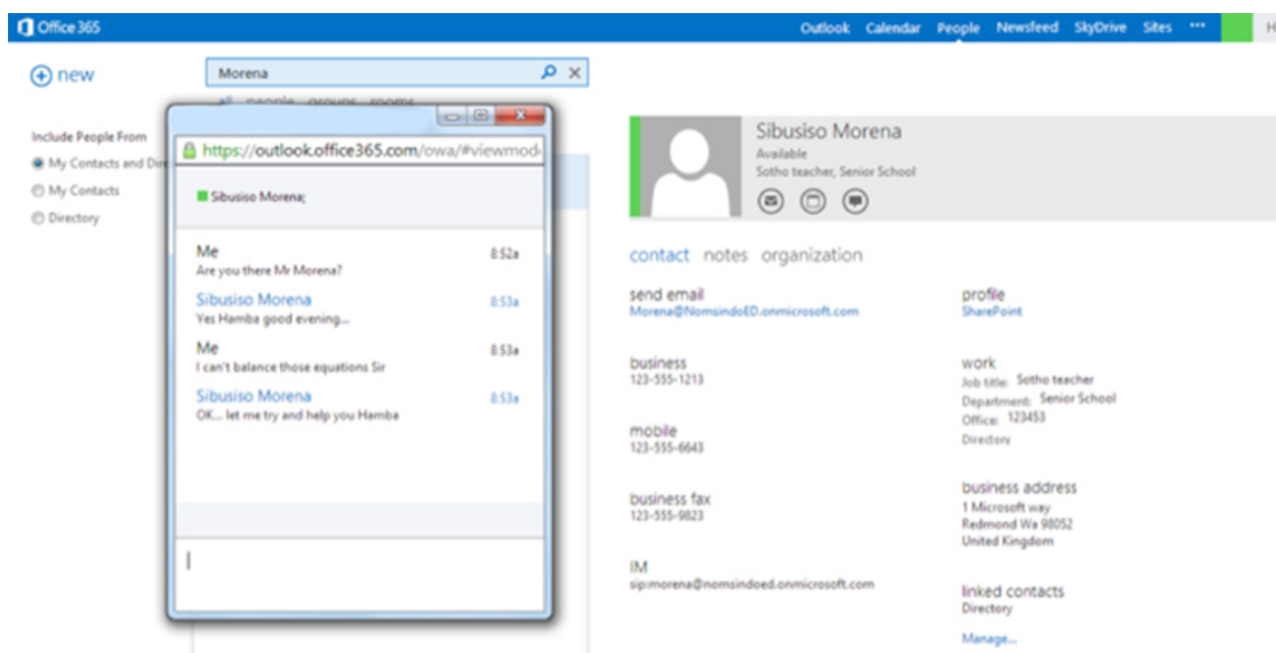 Office 365
Outlook Calendar People Newsfeed SkyDrive Sites ··· H
new
Morena
all people groups rooms
Include People From
My Contacts and Dire
My Contacts
Directory
https://outlook.office365.com/owa/#viewmod
Sibusiso Morena;
Me 8:52a
Are you there Mr Morena?
Sibusiso Morena 8:53a
Yes Hamba good evening...
Me 8:53a
I can't balance those equations Sir
Sibusiso Morena 8:53a
OK... let me try and help you Hamba
Sibusiso Morena
Available
Sotho teacher, Senior School
contact notes organization
send email
Morena@NomsindoED.onmicrosoft.com
business
123-555-1213
mobile
123-555-6643
business fax
123-555-9823
IM
sip:morena@nomsindoed.onmicrosoft.com
profile
SharePoint
work
Job title: Sotho teacher
Department: Senior School
Office: 123453
Directory
business address
1 Microsoft way
Redmond Wa 98052
United Kingdom
linked contacts
Directory
Manage...